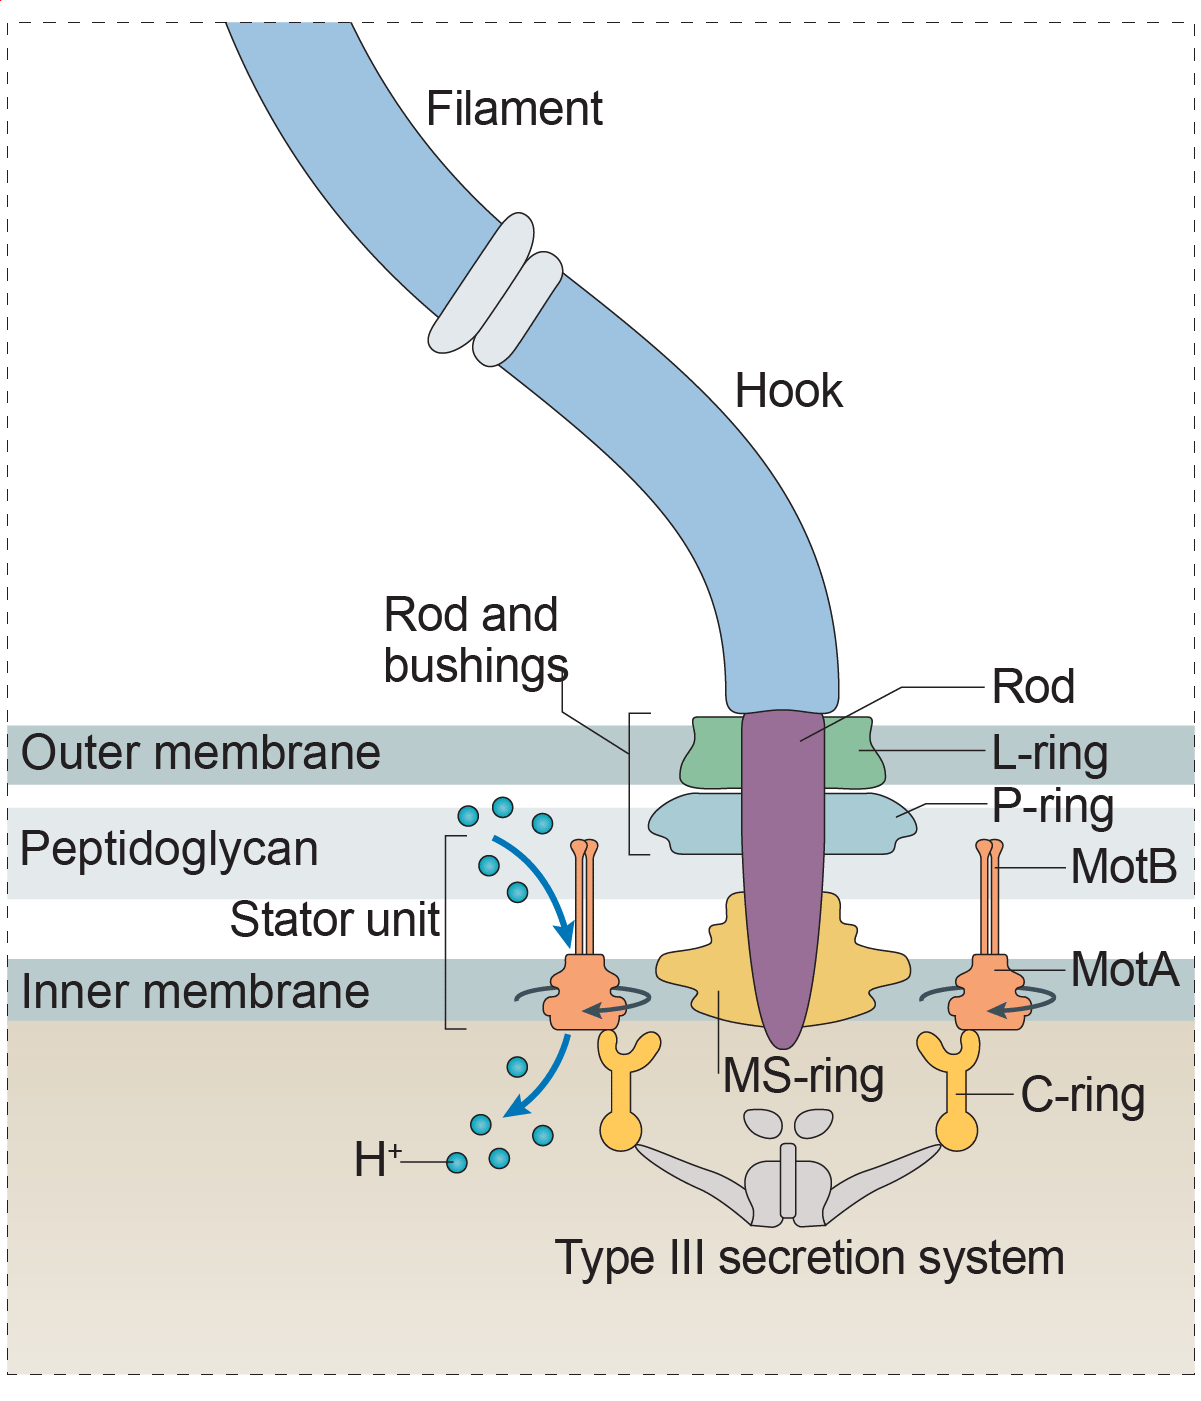 Filament
Hook
Rod and
bushings
Rod
Outer membrane
L-ring
P-ring
Peptidoglycan
MotB
Stator unit
MotA
Inner membrane
MS-ring
C-ring
H⁺
Type III secretion system